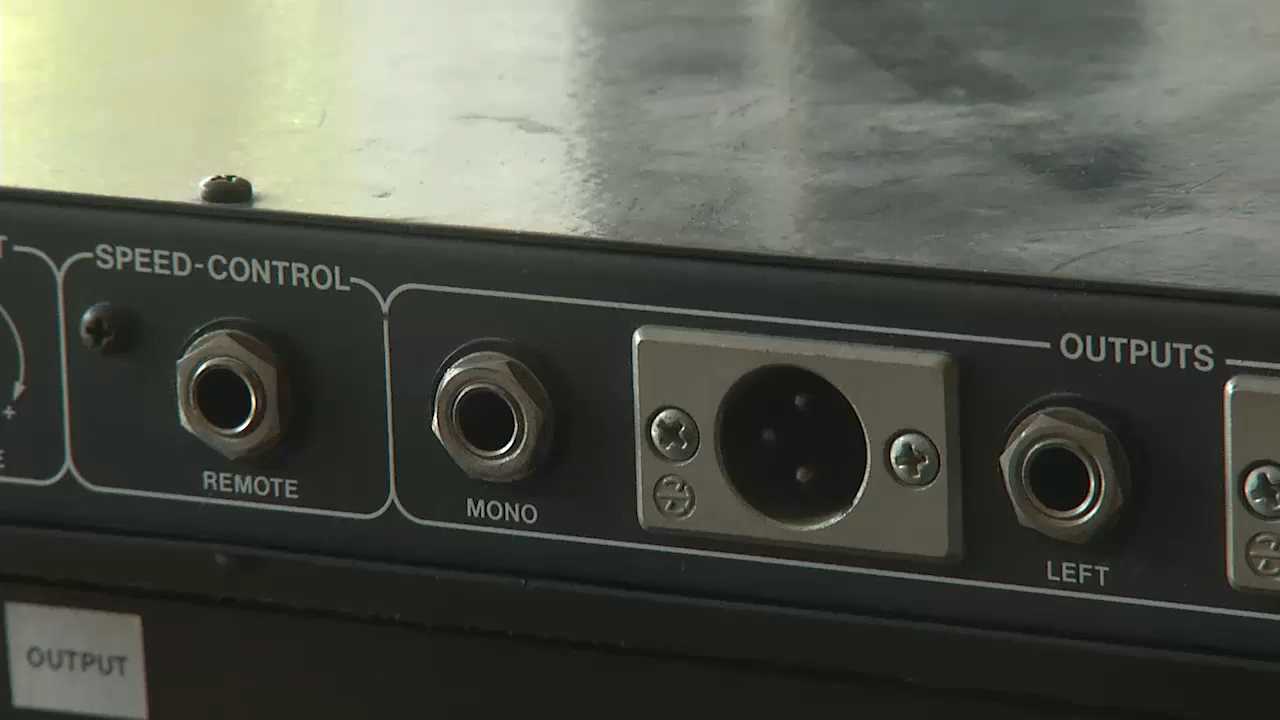 SPEED-CONTROL
OUTPUTS
REMOTE
MONO
LEFT
OUTPUT